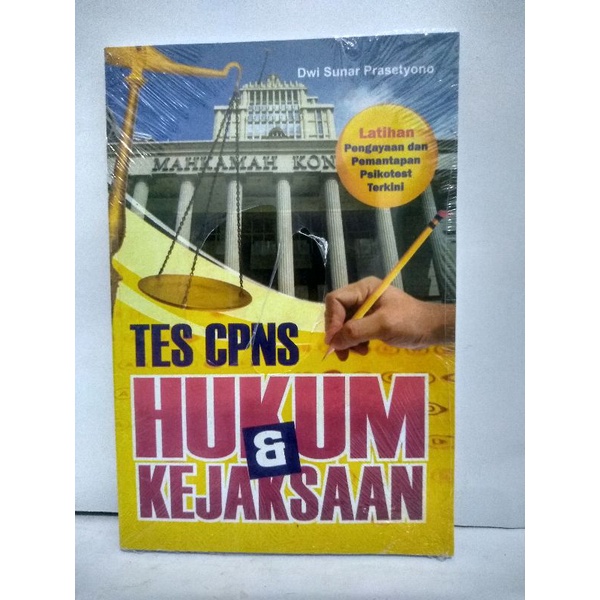 Dwi Sunar Prasetyono
Latihan
Pengayaan dan
Pemantapan
Psikotest
Terkini
MAHKAMAH KON
TES CPNS
HUKUM
&
KEJAKSAAN